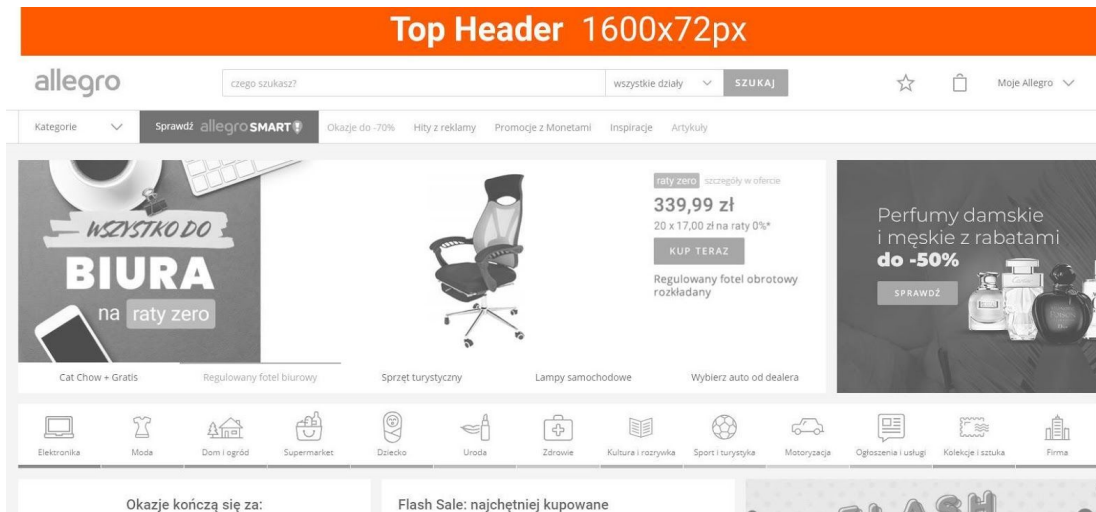 Top Header 1600x72px
allegro
czego szukasz?
wszystkie działy
SZUKAJ
Moje Allegro
Kategorie
Sprawdź allegro SMART!
Okazje do -70%
Hity z reklamy
Promocje z Monetami
Inspiracje
Artykuły
WSZYSTKO DO
BIURA
na raty zero
raty zero szczegóły w ofercie
339,99 zł
20 x 17,00 zł na raty 0%*
KUP TERAZ
Regulowany fotel obrotowy
rozkładany
Perfumy damskie
i męskie z rabatami
do -50%
SPRAWDŹ
Cat Chow + Gratis
Regulowany fotel biurowy
Sprzęt turystyczny
Lampy samochodowe
Wybierz auto od dealera
Elektronika
Moda
Dom i ogród
Supermarket
Dziecko
Uroda
Zdrowie
Kultura i rozrywka
Sport i turystyka
Motoryzacja
Ogłoszenia i usługi
Kolekcje i sztuka
Firma
Okazje kończą się za:
Flash Sale: najchętniej kupowane
FLASH